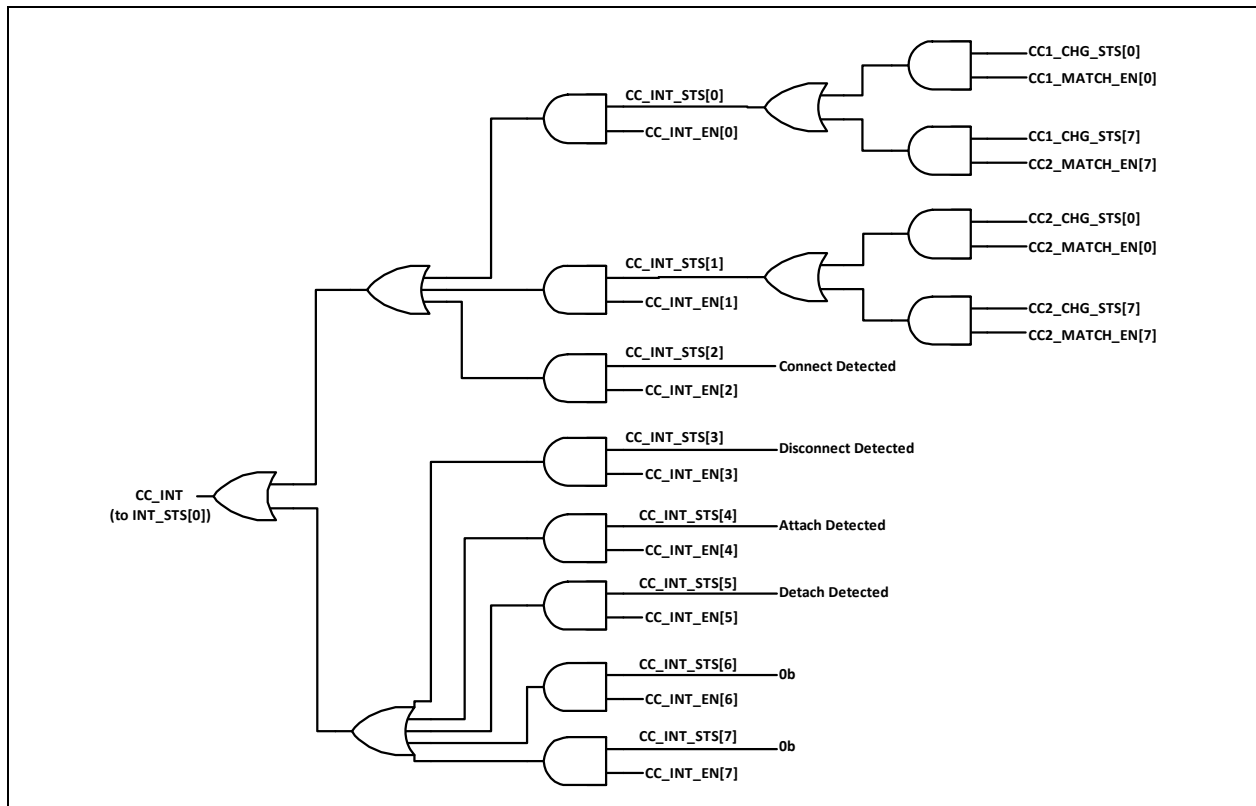 CC1_CHG_STS[0]
CC1_MATCH_EN[0]
CC_INT_STS[0]
CC_INT_EN[0]
CC1_CHG_STS[7]
CC2_MATCH_EN[7]
CC2_CHG_STS[0]
CC2_MATCH_EN[0]
CC_INT_STS[1]
CC_INT_EN[1]
CC2_CHG_STS[7]
CC2_MATCH_EN[7]
CC_INT_STS[2]
Connect Detected
CC_INT_EN[2]
CC_INT_STS[3]
Disconnect Detected
CC_INT_EN[3]
CC_INT
(to INT_STS[0])
CC_INT_STS[4]
Attach Detected
CC_INT_EN[4]
CC_INT_STS[5]
Detach Detected
CC_INT_EN[5]
CC_INT_STS[6]
0b
CC_INT_EN[6]
CC_INT_STS[7]
0b
CC_INT_EN[7]